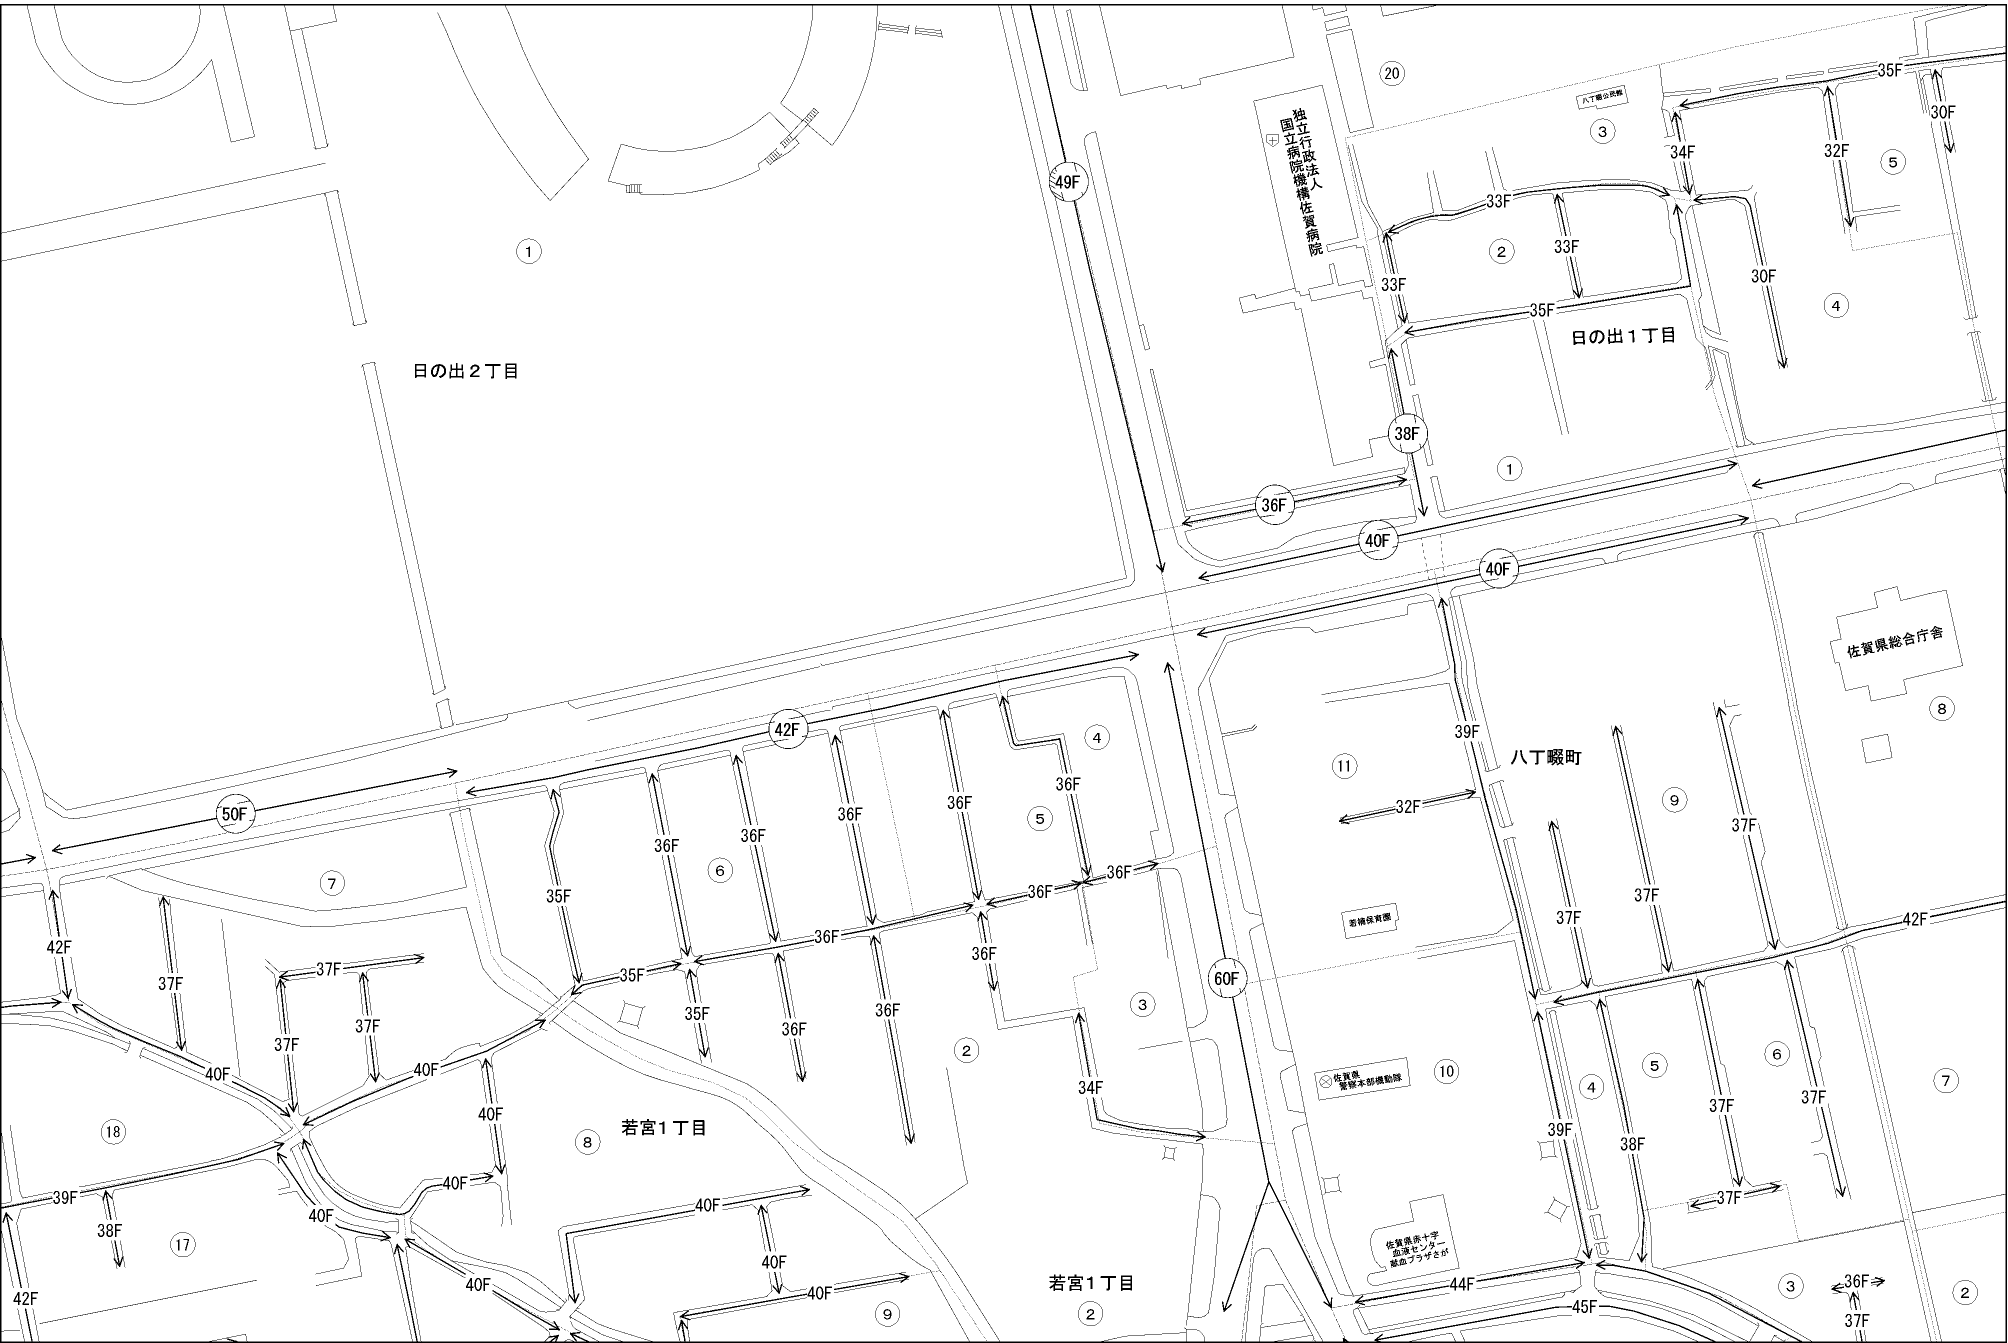 20
35F
八丁畷公民館
3
30F
独立行政法人
国立病院機構佐賀病院
34F
32F
5
49F
33F
1
2
33F
30F
33F
4
35F
日の出1丁目
日の出2丁目
38F
1
36F
40F
40F
佐賀県総合庁舎
8
42F
4
39F
八丁畷町
11
36F
9
32F
36F
50F
36F
5
37F
36F
36F
6
7
36F
36F
35F
37F
37F
若楠保育園
42F
36F
42F
37F
37F
35F
36F
60F
37F
35F
3
36F
36F
37F
37F
2
6
40F
40F
佐賀県
警察本部機動隊
10
5
4
7
40F
34F
37F
37F
18
8
若宮1丁目
39F
38F
40F
39F
37F
40F
40F
38F
17
佐賀県赤十字
血液センター
献血プラザさが
40F
40F
若宮1丁目
44F
36F
3
2
42F
40F
9
2
45F
37F